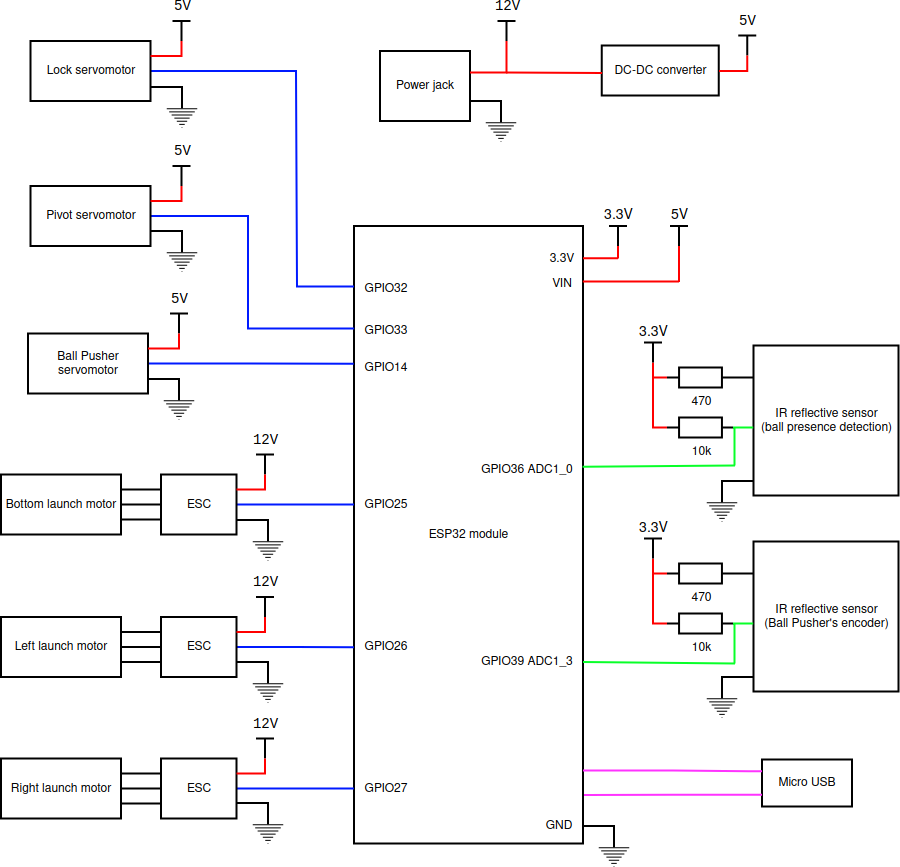 5V
Lock servomotor
12V
Power jack
DC-DC converter
5V
5V
Pivot servomotor
5V
Ball Pusher
servomotor
12V
Bottom launch motor
ESC
12V
Left launch motor
ESC
12V
Right launch motor
ESC
GPIO32
GPIO33
GPIO14
GPIO25
GPIO26
GPIO27
ESP32 module
3.3V
VIN
GPIO36 ADC1_0
GPIO39 ADC1_3
GND
3.3V
5V
3.3V
470
10k
IR reflective sensor
(ball presence detection)
3.3V
470
10k
IR reflective sensor
(Ball Pusher's encoder)
Micro USB